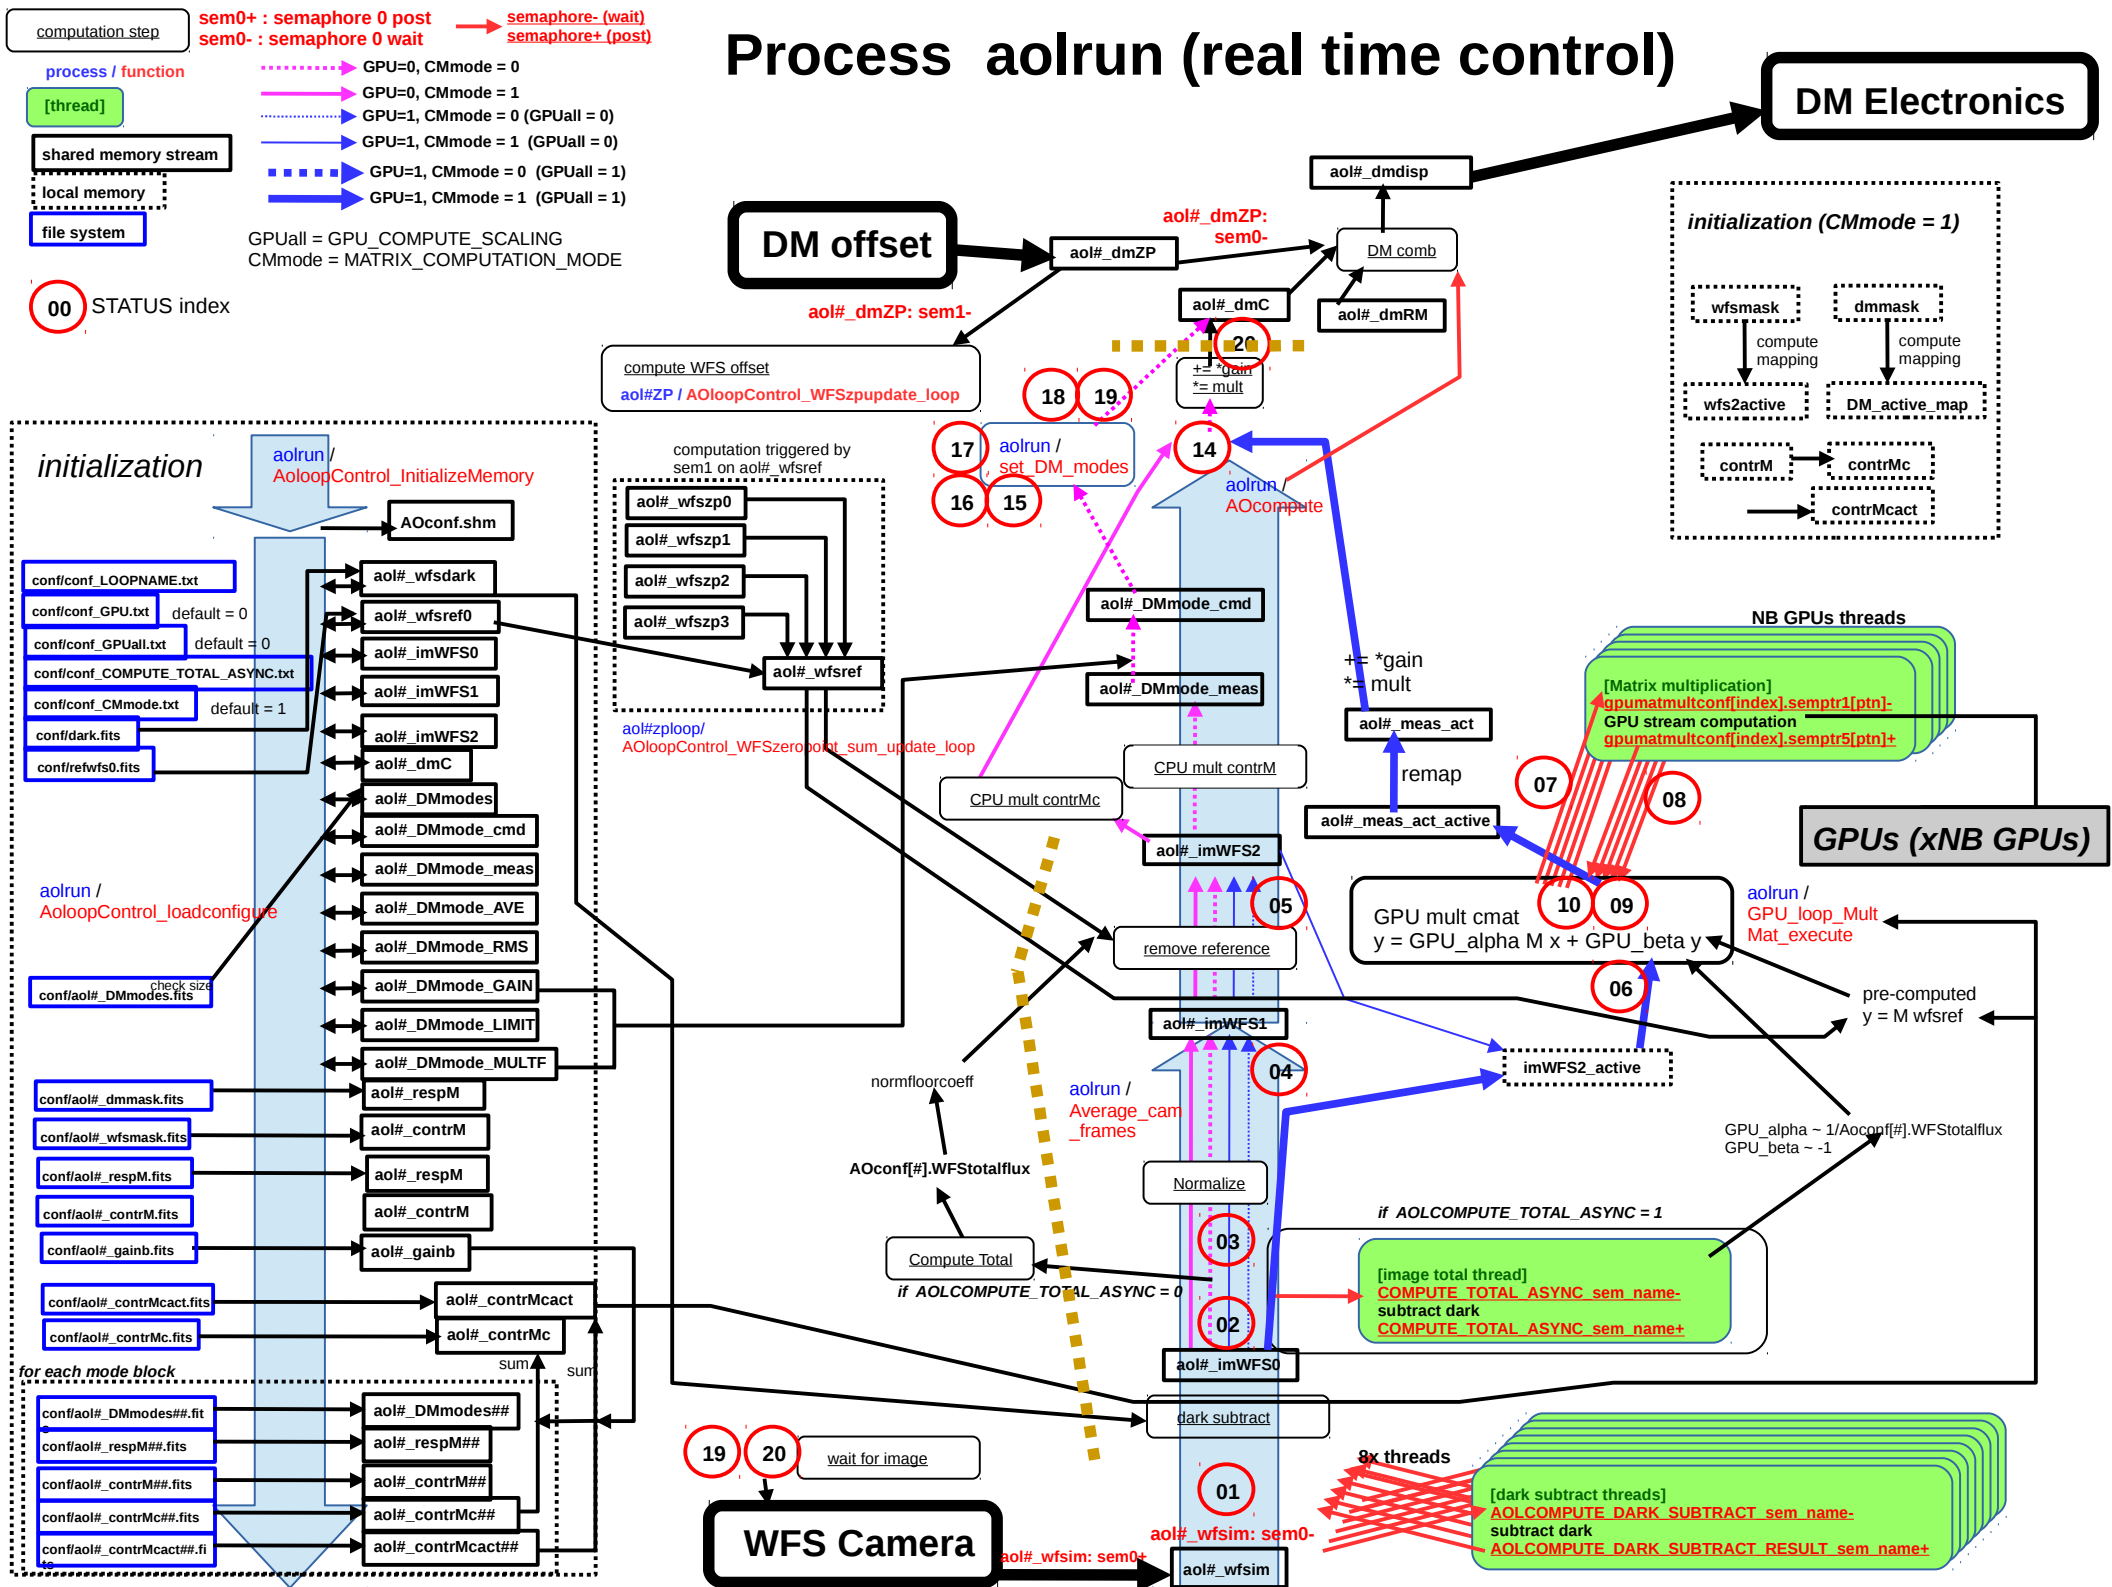 Process aolrun (real time control)
computation step
sem0+ : semaphore 0 post
sem0- : semaphore 0 wait
semaphore- (wait)
semaphore+ (post)
process / function
[thread]
shared memory stream
local memory
file system
GPU=0, CMmode = 0
GPU=0, CMmode = 1
GPU=1, CMmode = 0 (GPUall = 0)
GPU=1, CMmode = 1 (GPUall = 0)
GPU=1, CMmode = 0 (GPUall = 1)
GPU=1, CMmode = 1 (GPUall = 1)
GPUall = GPU_COMPUTE_SCALING
CMmode = MATRIX_COMPUTATION_MODE
00 STATUS index
DM Electronics
aol#_dmdisp
DM offset
aol#_dmZP
aol#_dmZP:
sem0-
DM comb
aol#_dmC
aol#_dmRM
aol#_dmZP: sem1-
20
+= *gain
*= mult
compute WFS offset
aol#ZP / AOloopControl_WFSzpupdate_loop
initialization (CMmode = 1)
wfsmask
dmmask
compute
mapping
compute
mapping
wfs2active
DM_active_map
contrM
contrMc
contrMcact
18
19
17
16
15
14
aolrun /
set_DM_modes
aolrun /
AOcompute
initialization
aolrun /
AoloopControl_InitializeMemory
AOconf.shm
conf/conf_LOOPNAME.txt
conf/conf_GPU.txt
default = 0
conf/conf_GPUall.txt
default = 0
conf/conf_COMPUTE_TOTAL_ASYNC.txt
conf/conf_CMmode.txt
default = 1
conf/dark.fits
conf/refwfs0.fits
aol#_wfsdark
aol#_wfsref0
aol#_imWFS0
aol#_imWFS1
aol#_imWFS2
aol#_dmC
aol#_DMmodes
aol#_DMmode_cmd
aol#_DMmode_meas
aol#_DMmode_AVE
aol#_DMmode_RMS
aol#_DMmode_GAIN
aol#_DMmode_LIMIT
aol#_DMmode_MULTF
aolrun /
AoloopControl_loadconfigure
check size
conf/aol#_DMmodes.fits
conf/aol#_dmmask.fits
aol#_respM
conf/aol#_wfsmask.fits
aol#_contrM
conf/aol#_respM.fits
aol#_respM
conf/aol#_contrM.fits
aol#_contrM
conf/aol#_gainb.fits
aol#_gainb
conf/aol#_contrMcact.fits
aol#_contrMcact
conf/aol#_contrMc.fits
aol#_contrMc
sum
sum
for each mode block
conf/aol#_DMmodes##.fit
s
aol#_DMmodes##
conf/aol#_respM##.fits
aol#_respM##
conf/aol#_contrM##.fits
aol#_contrM##
conf/aol#_contrMc##.fits
aol#_contrMc##
conf/aol#_contrMcact##.fi
ts
aol#_contrMcact##
computation triggered by
sem1 on aol#_wfsref
aol#_wfszp0
aol#_wfszp1
aol#_wfszp2
aol#_wfszp3
aol#_wfsref
aol#zploop/
AOloopControl_WFSzeropoint_sum_update_loop
aol#_DMmode_cmd
aol#_DMmode_meas
CPU mult contrM
CPU mult contrMc
aol#_imWFS2
05
remove reference
aol#_imWFS1
04
normfloorcoeff
aolrun /
Average_cam
_frames
AOconf[#].WFStotalflux
Normalize
03
Compute Total
if AOLCOMPUTE_TOTAL_ASYNC = 0
02
aol#_imWFS0
dark subtract
19
20
wait for image
01
WFS Camera
aol#_wfsim: sem0-
aol#_wfsim: sem0+
aol#_wfsim
+= *gain
*= mult
aol#_meas_act
remap
aol#_meas_act_active
NB GPUs threads
[Matrix multiplication]
gpumatmultconf[index].semptr1[ptn]-
GPU stream computation
gpumatmultconf[index].semptr5[ptn]+
07
08
GPUs (xNB GPUs)
10
09
GPU mult cmat
y = GPU_alpha M x + GPU_beta y
aolrun /
GPU_loop_Mult
Mat_execute
06
pre-computed
y = M wfsref
imWFS2_active
GPU_alpha ~ 1/Aoconf[#].WFStotalflux
GPU_beta ~ -1
if AOLCOMPUTE_TOTAL_ASYNC = 1
[image total thread]
COMPUTE_TOTAL_ASYNC_sem_name-
subtract dark
COMPUTE_TOTAL_ASYNC_sem_name+
8x threads
[dark subtract threads]
AOLCOMPUTE_DARK_SUBTRACT_sem_name-
subtract dark
AOLCOMPUTE_DARK_SUBTRACT_RESULT_sem_name+